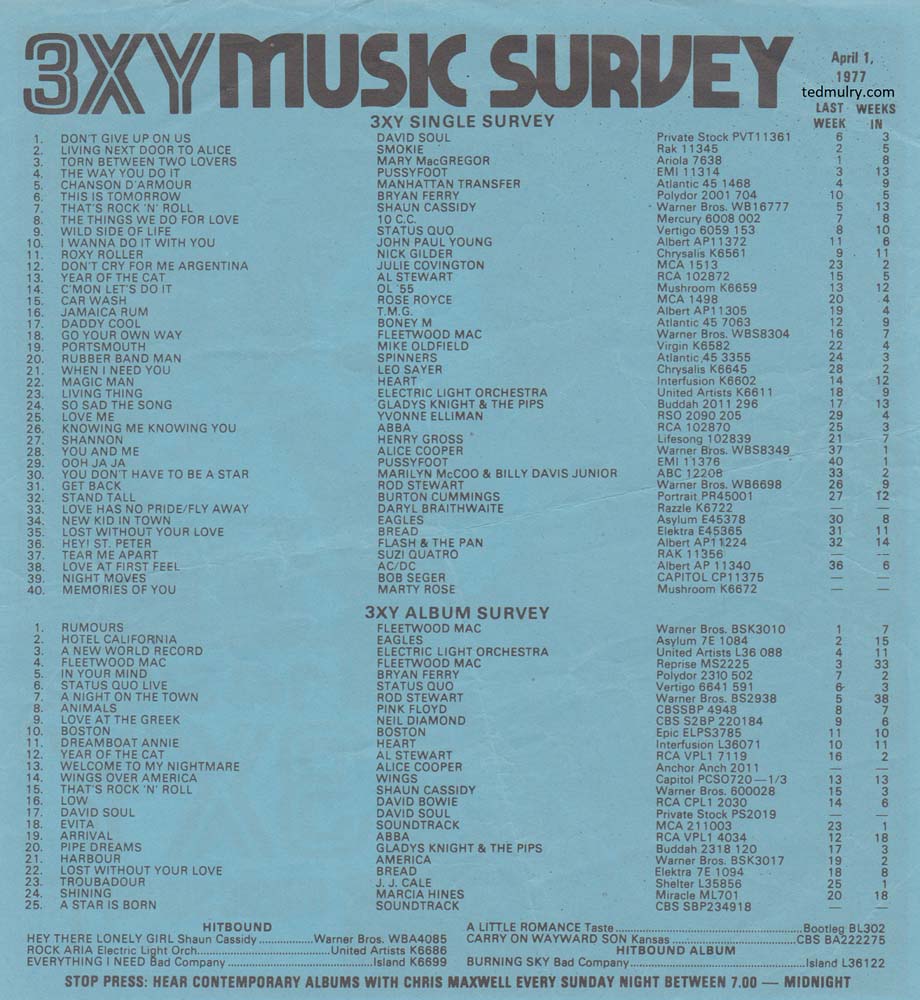 3XY MUSIC SURVEY
April 1,
1977
tedmulry.com
3XY SINGLE SURVEY
LAST WEEK WEEKS IN
1. DON'T GIVE UP ON US DAVID SOUL Private Stock PVT11361 6 3
2. LIVING NEXT DOOR TO ALICE SMOKIE Rak 11345 2 5
3. TORN BETWEEN TWO LOVERS MARY MacGREGOR Ariola 7638 1 8
4. THE WAY YOU DO IT PUSSYFOOT EMI 11314 3 13
5. CHANSON D'ARMOUR MANHATTAN TRANSFER Atlantic 45 1468 4 9
6. THIS IS TOMORROW BRYAN FERRY Polydor 2001 704 10 5
7. THAT'S ROCK 'N' ROLL SHAUN CASSIDY Warner Bros. WB16777 5 13
8. THE THINGS WE DO FOR LOVE 10 C.C. Mercury 6008 002 7 8
9. WILD SIDE OF LIFE STATUS QUO Vertigo 6059 153 8 10
10. I WANNA DO IT WITH YOU JOHN PAUL YOUNG Albert AP11372 11 6
11. ROXY ROLLER NICK GILDER Chrysalis K6561 9 11
12. DON'T CRY FOR ME ARGENTINA JULIE COVINGTON MCA 1513 23 2
13. YEAR OF THE CAT AL STEWART RCA 102872 15 5
14. C'MON LET'S DO IT OL '55 Mushroom K6659 13 12
15. CAR WASH ROSE ROYCE MCA 1498 20 4
16. JAMAICA RUM T.M.G. Albert AP11305 19 4
17. DADDY COOL BONEY M Atlantic 45 7063 12 9
18. GO YOUR OWN WAY FLEETWOOD MAC Warner Bros. WBS8304 16 7
19. PORTSMOUTH MIKE OLDFIELD Virgin K6582 22 4
20. RUBBER BAND MAN SPINNERS Atlantic 45 3355 24 3
21. WHEN I NEED YOU LEO SAYER Chrysalis K6645 28 2
22. MAGIC MAN HEART Interfusion K6602 14 12
23. LIVING THING ELECTRIC LIGHT ORCHESTRA United Artists K6611 18 9
24. SO SAD THE SONG GLADYS KNIGHT & THE PIPS Buddah 2011 296 17 13
25. LOVE ME YVONNE ELLIMAN RSO 2090 205 29 4
26. KNOWING ME KNOWING YOU ABBA RCA 102870 25 3
27. SHANNON HENRY GROSS Lifesong 102839 21 7
28. YOU AND ME ALICE COOPER Warner Bros. WBS8349 37 1
29. OOH JA JA PUSSYFOOT EMI 11376 40 1
30. YOU DON'T HAVE TO BE A STAR MARILYN McCOO & BILLY DAVIS JUNIOR ABC 12208 33 2
31. GET BACK ROD STEWART Warner Bros. WB6698 26 9
32. STAND TALL BURTON CUMMINGS Portrait PR45001 27 12
33. LOVE HAS NO PRIDE/FLY AWAY DARYL BRAITHWAITE Razzle K6722 — —
34. NEW KID IN TOWN EAGLES Asylum E45378 30 8
35. LOST WITHOUT YOUR LOVE BREAD Elektra E45365 31 11
36. HEY! ST. PETER FLASH & THE PAN Albert AP11224 32 14
37. TEAR ME APART SUZI QUATRO RAK 11356 — —
38. LOVE AT FIRST FEEL AC/DC Albert AP 11340 36 6
39. NIGHT MOVES BOB SEGER CAPITOL CP11375 — —
40. MEMORIES OF YOU MARTY ROSE Mushroom K6672 — —
3XY ALBUM SURVEY
1. RUMOURS FLEETWOOD MAC Warner Bros. BSK3010 1 7
2. HOTEL CALIFORNIA EAGLES Asylum 7E 1084 2 15
3. A NEW WORLD RECORD ELECTRIC LIGHT ORCHESTRA United Artists L36 088 4 11
4. FLEETWOOD MAC FLEETWOOD MAC Reprise MS2225 3 33
5. IN YOUR MIND BRYAN FERRY Polydor 2310 502 7 2
6. STATUS QUO LIVE STATUS QUO Vertigo 6641 591 6 3
7. A NIGHT ON THE TOWN ROD STEWART Warner Bros. BS2938 5 38
8. ANIMALS PINK FLOYD CBSSBP 4948 8 7
9. LOVE AT THE GREEK NEIL DIAMOND CBS S2BP 220184 9 6
10. BOSTON BOSTON Epic ELPS3785 11 10
11. DREAMBOAT ANNIE HEART Interfusion L36071 10 11
12. YEAR OF THE CAT AL STEWART RCA VPL1 7119 16 2
13. WELCOME TO MY NIGHTMARE ALICE COOPER Anchor Anch 2011 — —
14. WINGS OVER AMERICA WINGS Capitol PCSO720—1/3 13 13
15. THAT'S ROCK 'N' ROLL SHAUN CASSIDY Warner Bros. 600028 15 3
16. LOW DAVID BOWIE RCA CPL1 2030 14 6
17. DAVID SOUL DAVID SOUL Private Stock PS2019 — —
18. EVITA SOUNDTRACK MCA 211003 23 1
19. ARRIVAL ABBA RCA VPL1 4034 12 18
20. PIPE DREAMS GLADYS KNIGHT & THE PIPS Buddah 2318 120 17 3
21. HARBOUR AMERICA Warner Bros. BSK3017 19 2
22. LOST WITHOUT YOUR LOVE BREAD Elektra 7E 1094 18 8
23. TROUBADOUR J. J. CALE Shelter L35856 25 1
24. SHINING MARCIA HINES Miracle ML701 20 18
25. A STAR IS BORN SOUNDTRACK CBS SBP234918 — —
HITBOUND
HEY THERE LONELY GIRL Shaun Cassidy ..............Warner Bros. WBA4085
ROCK ARIA Electric Light Orch..................................United Artists K6686
EVERYTHING I NEED Bad Company ....................................Island K6699
A LITTLE ROMANCE Taste ................................................Bootleg BL302
CARRY ON WAYWARD SON Kansas ................................CBS BA222275
HITBOUND ALBUM
BURNING SKY Bad Company............................................Island L36122
STOP PRESS: HEAR CONTEMPORARY ALBUMS WITH CHRIS MAXWELL EVERY SUNDAY NIGHT BETWEEN 7.00 — MIDNIGHT